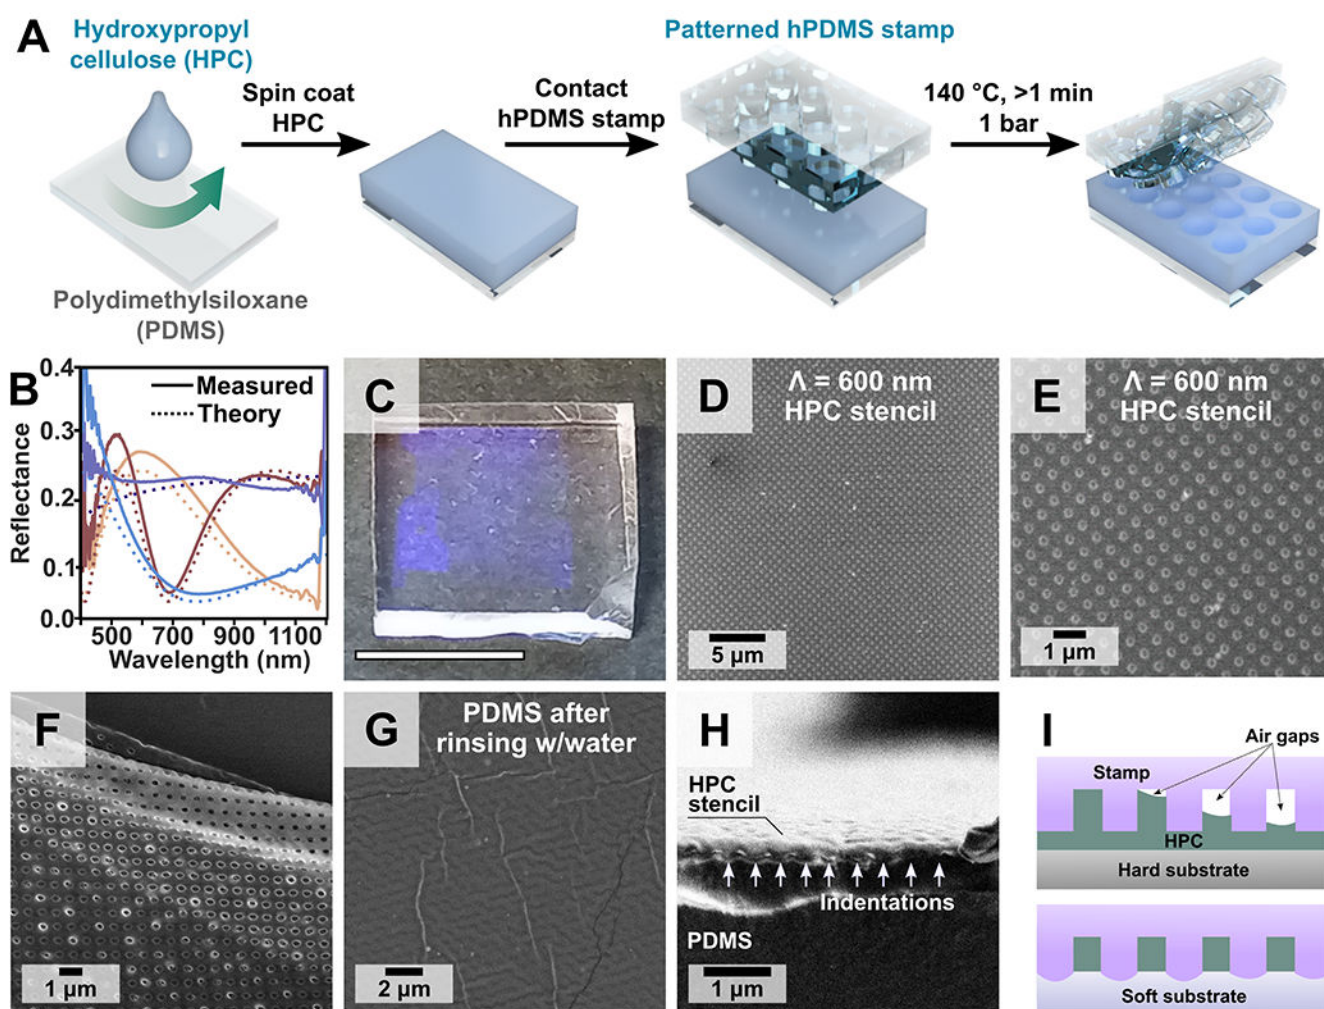 A
Hydroxypropyl
cellulose (HPC)
Spin coat
HPC
Polydimethylsiloxane
(PDMS)
Contact
hPDMS stamp
Patterned hPDMS stamp
140 °C, >1 min
1 bar
B
0.4
0.3
0.2
0.1
0.0
Reflectance
Measured
Theory
500 700 900 1100
Wavelength (nm)
C
D
Λ = 600 nm
HPC stencil
5 µm
E
Λ = 600 nm
HPC stencil
1 µm
F
1 µm
G
PDMS after
rinsing w/water
2 µm
H
HPC
stencil
Indentations
PDMS
1 µm
I
Air gaps
Stamp
HPC
Hard substrate
Soft substrate